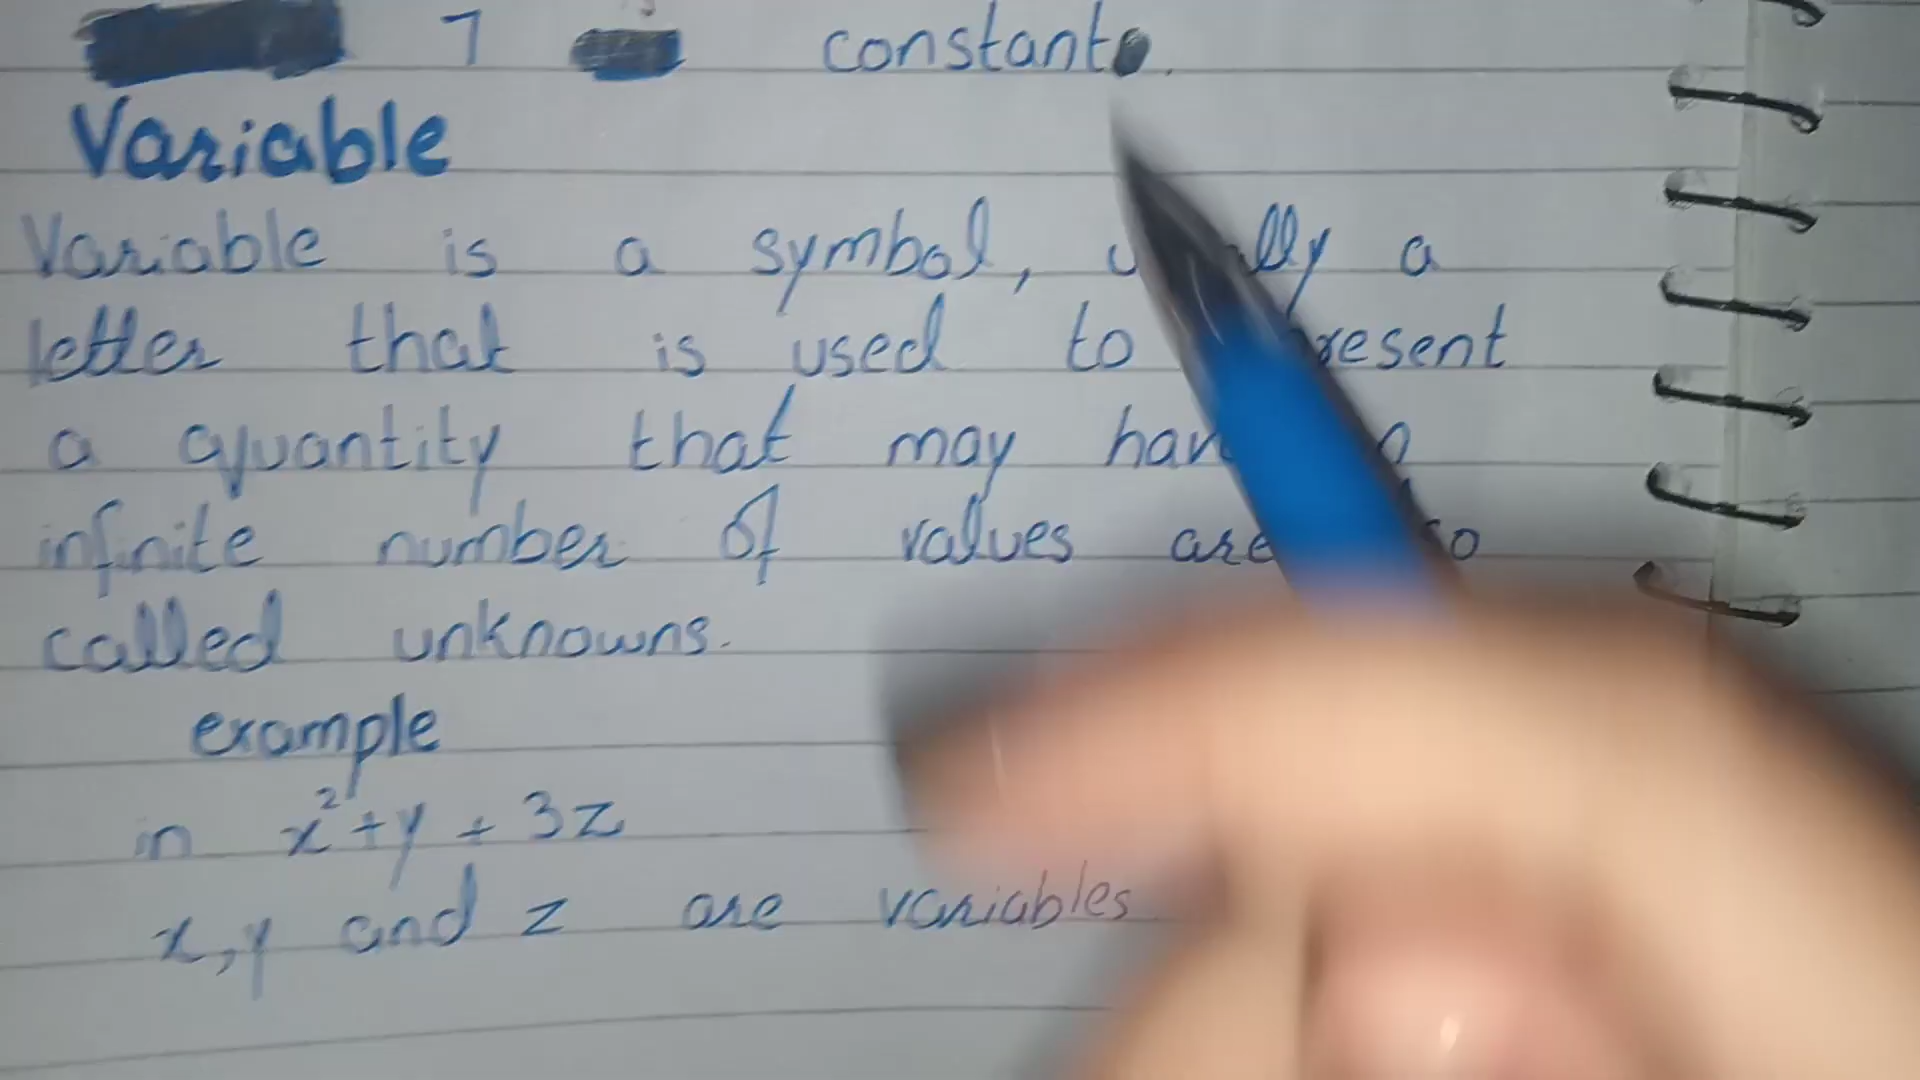 7 is constant.
Variable
Variable is a symbol, a
letter that is used to
a quantity that may
infinite number of values are
called unknowns.
example
in x²+y+3z
x,y and z are variables